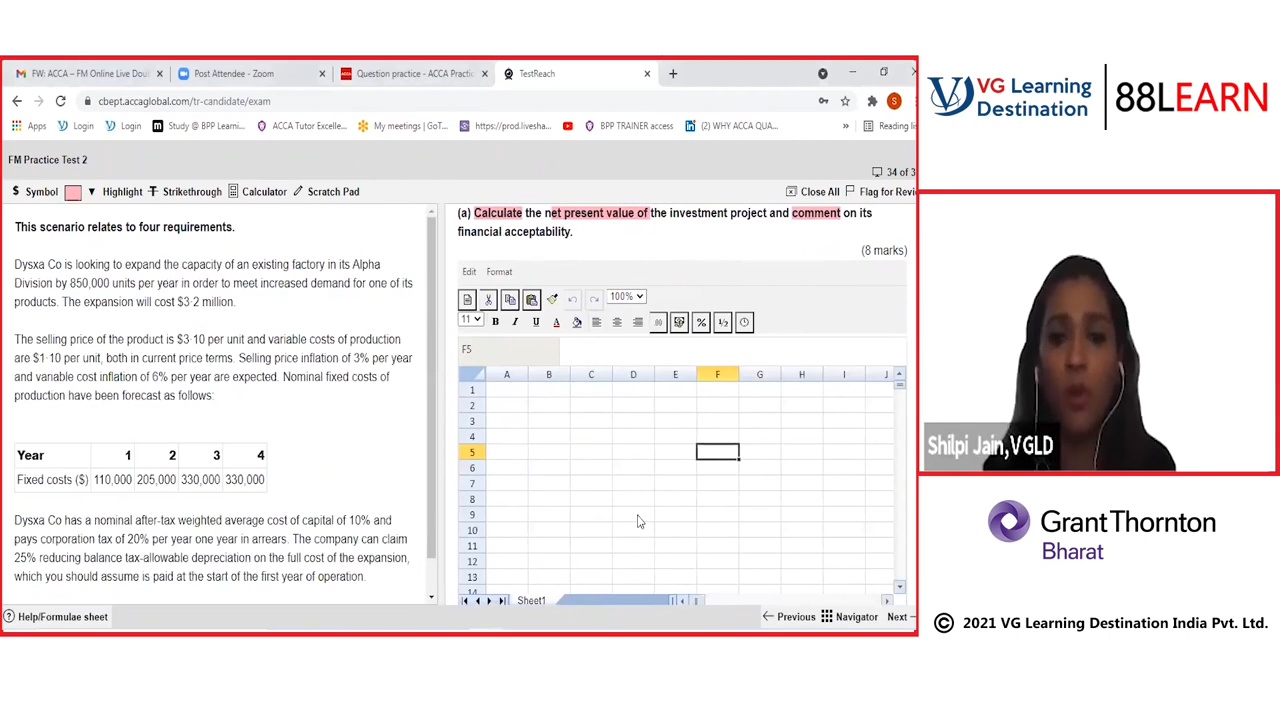 FW: ACCA – FM Online Live Dou
Post Attendee - Zoom
Question practice - ACCA Practic
TestReach
cbept.accaglobal.com/tr-candidate/exam
Apps
Login
Login
Study @ BPP Learni...
ACCA Tutor Excelle...
My meetings | GoT...
https://prod.livesha...
BPP TRAINER access
(2) WHY ACCA QUA...
»
Reading lis
FM Practice Test 2
34 of 3
$ Symbol
Highlight
Strikethrough
Calculator
Scratch Pad
Close All
Flag for Revi
This scenario relates to four requirements.
Dysxa Co is looking to expand the capacity of an existing factory in its Alpha
Division by 850,000 units per year in order to meet increased demand for one of its
products. The expansion will cost $3·2 million.
The selling price of the product is $3·10 per unit and variable costs of production
are $1·10 per unit, both in current price terms. Selling price inflation of 3% per year
and variable cost inflation of 6% per year are expected. Nominal fixed costs of
production have been forecast as follows:
Year 1 2 3 4
Fixed costs ($) 110,000 205,000 330,000 330,000
Dysxa Co has a nominal after-tax weighted average cost of capital of 10% and
pays corporation tax of 20% per year one year in arrears. The company can claim
25% reducing balance tax-allowable depreciation on the full cost of the expansion,
which you should assume is paid at the start of the first year of operation.
(a) Calculate the net present value of the investment project and comment on its
financial acceptability.
(8 marks)
Edit Format
100%
11 B I U A .00 % ½
F5
A B C D E F G H I J
1
2
3
4
5
6
7
8
9
10
11
12
13
14
Sheet1
Help/Formulae sheet
Previous
Navigator
Next
VG Learning
Destination
88LEARN
Shilpi Jain,VGLD
GrantThornton
Bharat
© 2021 VG Learning Destination India Pvt. Ltd.